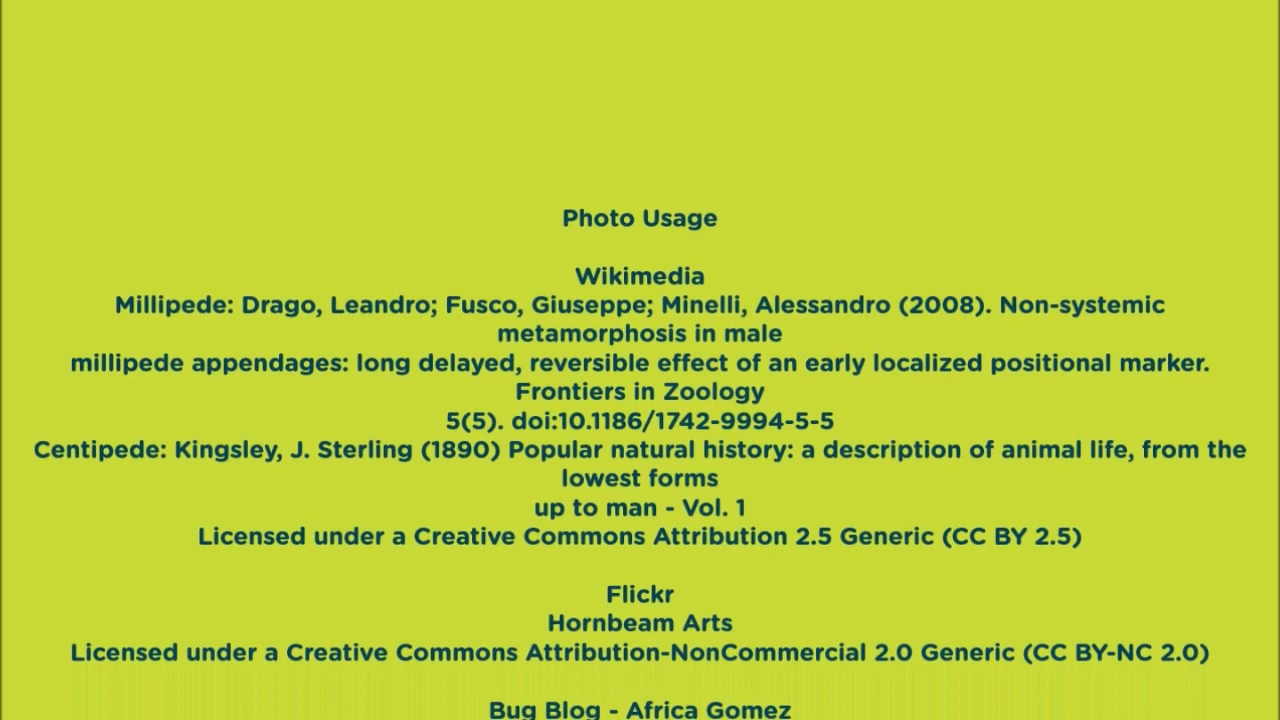 Photo Usage
Wikimedia
Millipede: Drago, Leandro; Fusco, Giuseppe; Minelli, Alessandro (2008). Non-systemic
metamorphosis in male
millipede appendages: long delayed, reversible effect of an early localized positional marker.
Frontiers in Zoology
5(5). doi:10.1186/1742-9994-5-5
Centipede: Kingsley, J. Sterling (1890) Popular natural history: a description of animal life, from the
lowest forms
up to man - Vol. 1
Licensed under a Creative Commons Attribution 2.5 Generic (CC BY 2.5)
Flickr
Hornbeam Arts
Licensed under a Creative Commons Attribution-NonCommercial 2.0 Generic (CC BY-NC 2.0)
Bug Blog - Africa Gomez